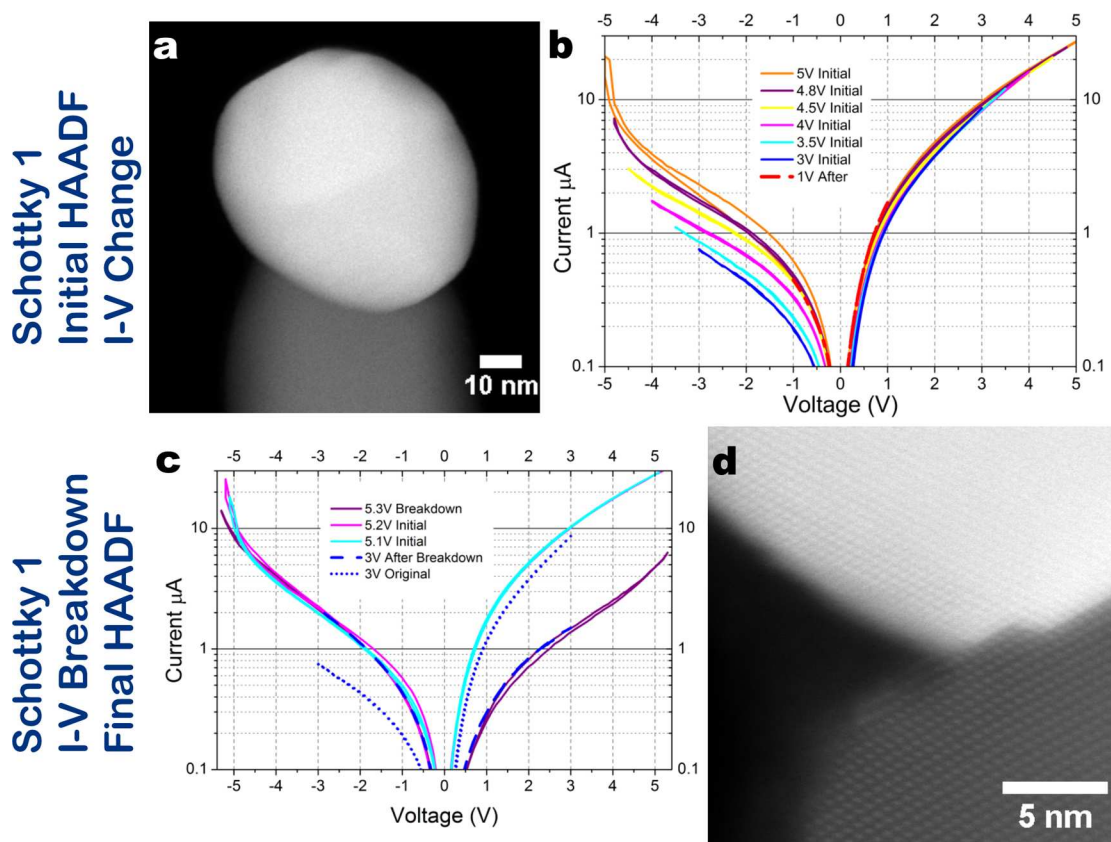 Schottky 1
Initial HAADF
I-V Change
a
10 nm
b
-5 -4 -3 -2 -1 0 1 2 3 4 5
10 10
1 1
0.1 0.1
Current µA
5V Initial
4.8V Initial
4.5V Initial
4V Initial
3.5V Initial
3V Initial
1V After
-5 -4 -3 -2 -1 0 1 2 3 4 5
Voltage (V)
Schottky 1
I-V Breakdown
Final HAADF
c
-5 -4 -3 -2 -1 0 1 2 3 4 5
10 10
1 1
0.1 0.1
Current µA
5.3V Breakdown
5.2V Initial
5.1V Initial
3V After Breakdown
3V Original
-5 -4 -3 -2 -1 0 1 2 3 4 5
Voltage (V)
d
5 nm